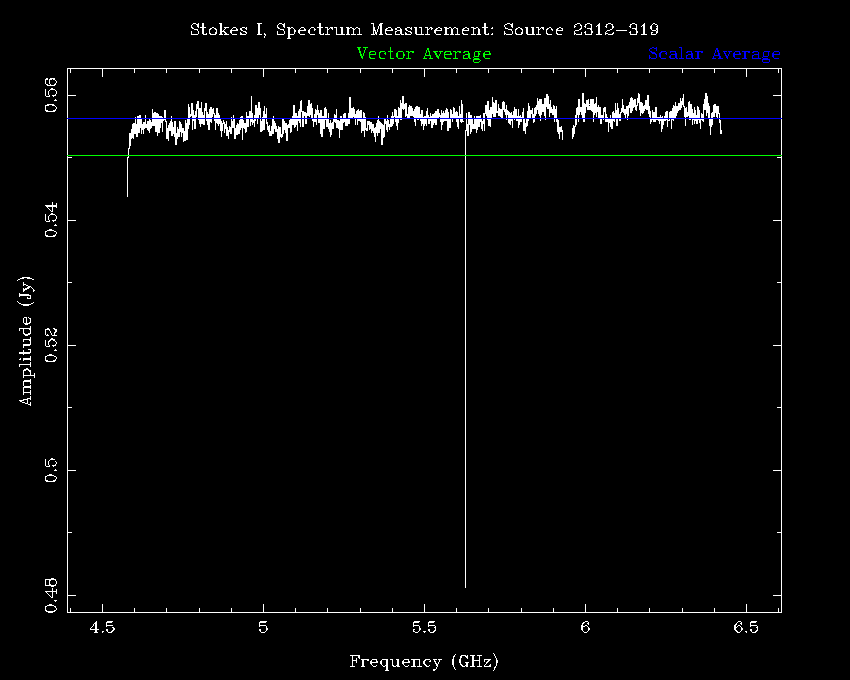 Stokes I, Spectrum Measurement: Source 2312−319
Vector Average Scalar Average
0.56
0.54
0.52
0.5
0.48
Amplitude (Jy)
4.5 5 5.5 6 6.5
Frequency (GHz)